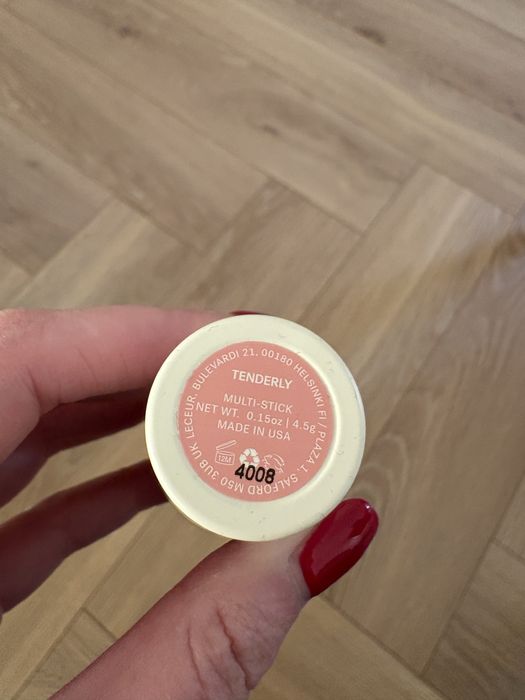 TENDERLY
MULTI-STICK
NET WT. 0.15oz | 4.5g
MADE IN USA
12M
4008
LECEUR, BULEVARDI 21, 00180 HELSINKI FI / PLAZA 1, SALFORD M50 3UB UK